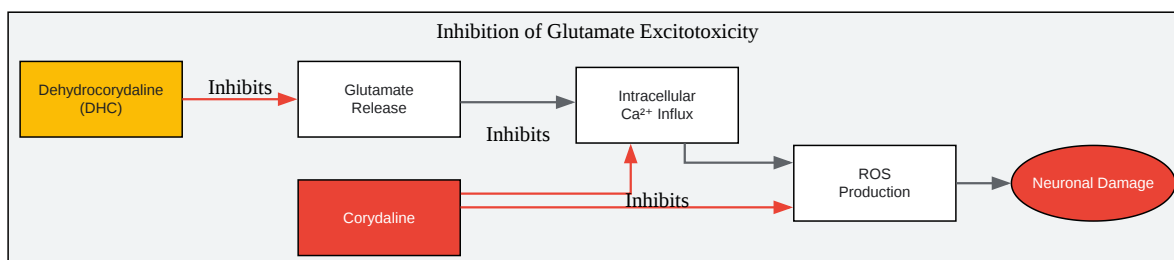 Inhibition of Glutamate Excitotoxicity
Dehydrocorydaline
(DHC)
Inhibits
Glutamate
Release
Inhibits
Intracellular
Ca²⁺ Influx
Corydaline
Inhibits
ROS
Production
Neuronal Damage